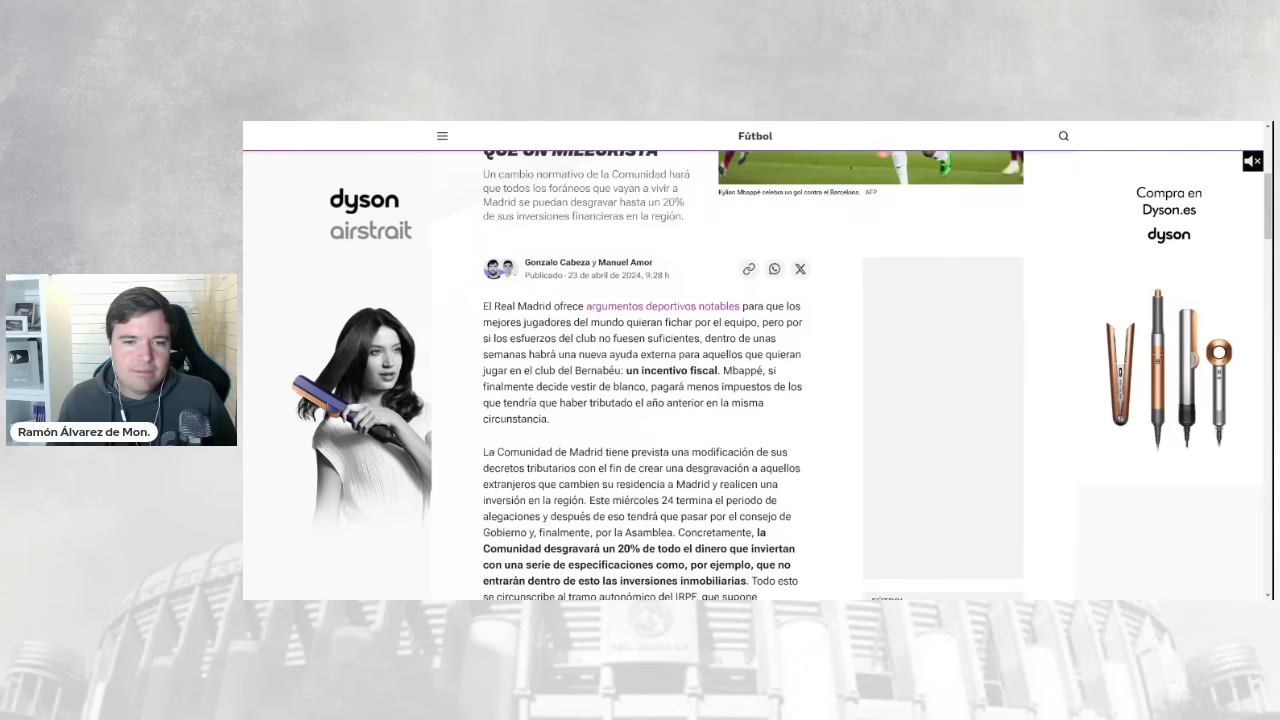 Fútbol
QUE UN MILEURISTA
Un cambio normativo de la Comunidad hará
que todos los foráneos que vayan a vivir a
Madrid se puedan desgravar hasta un 20%
de sus inversiones financieras en la región.
Kylian Mbappé celebra un gol contra el Barcelona. AFP
dyson
airstrait
Compra en
Dyson.es
dyson
Gonzalo Cabeza y Manuel Amor
Publicado · 23 de abril de 2024, 9:28 h
El Real Madrid ofrece argumentos deportivos notables para que los
mejores jugadores del mundo quieran fichar por el equipo, pero por
si los esfuerzos del club no fuesen suficientes, dentro de unas
semanas habrá una nueva ayuda externa para aquellos que quieran
jugar en el club del Bernabéu: un incentivo fiscal. Mbappé, si
finalmente decide vestir de blanco, pagará menos impuestos de los
que tendría que haber tributado el año anterior en la misma
circunstancia.
La Comunidad de Madrid tiene prevista una modificación de sus
decretos tributarios con el fin de crear una desgravación a aquellos
extranjeros que cambien su residencia a Madrid y realicen una
inversión en la región. Este miércoles 24 termina el periodo de
alegaciones y después de eso tendrá que pasar por el consejo de
Gobierno y, finalmente, por la Asamblea. Concretamente, la
Comunidad desgravará un 20% de todo el dinero que inviertan
con una serie de especificaciones como, por ejemplo, que no
entrarán dentro de esto las inversiones inmobiliarias. Todo esto
se circunscribe al tramo autonómico del IRPF, que supone
FÚTBOL
Ramón Álvarez de Mon.